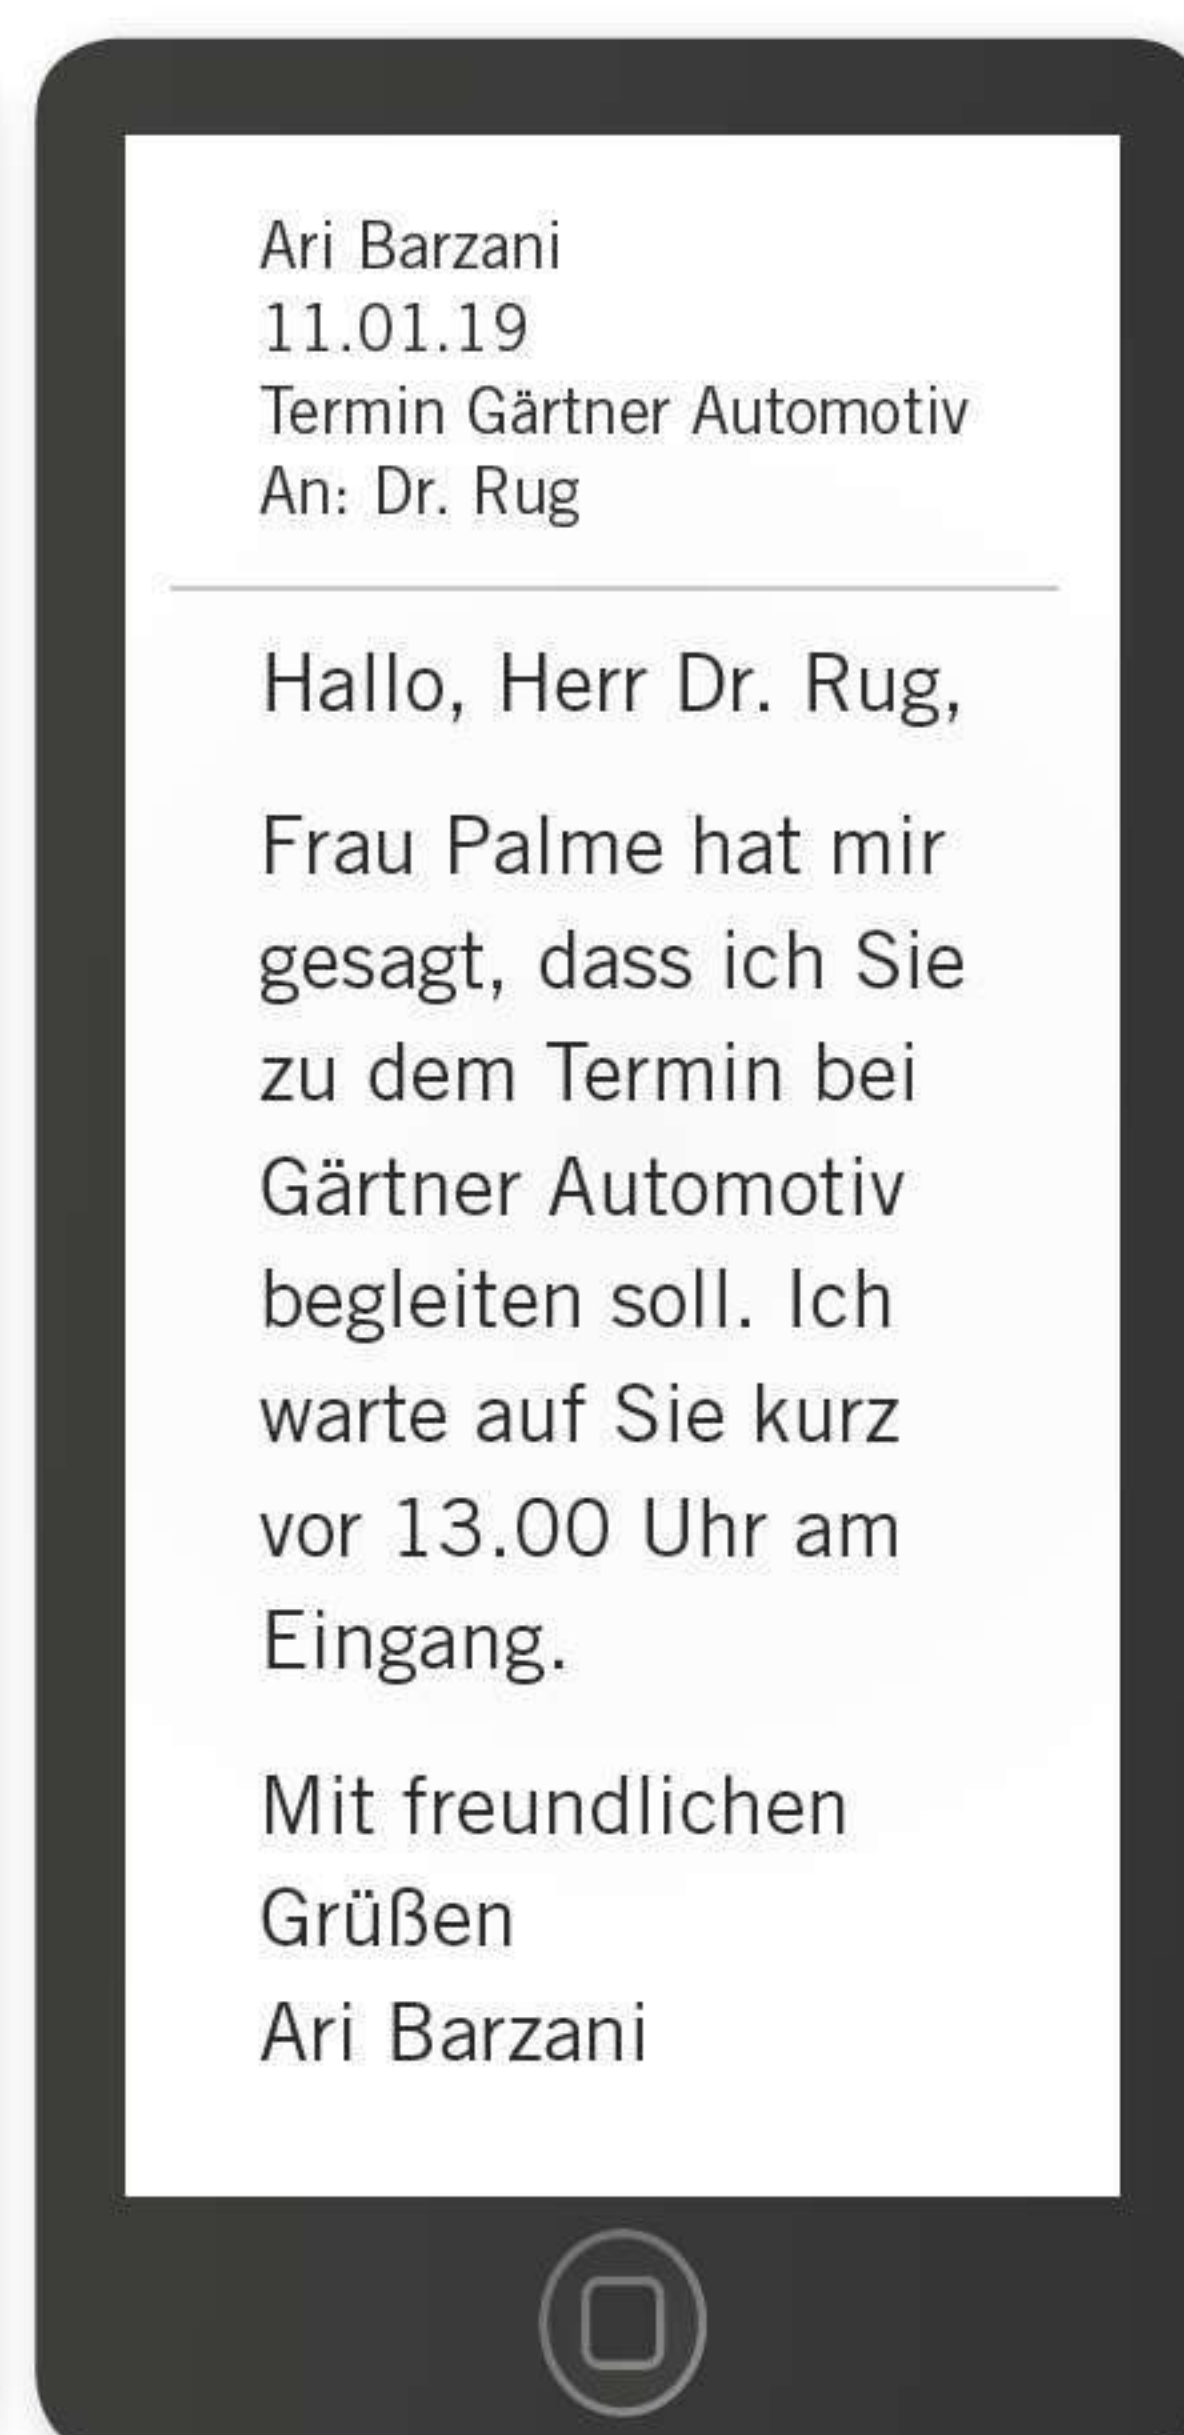 Ari Barzani
11.01.19
Termin Gärtner Automotiv
An: Dr. Rug
Hallo, Herr Dr. Rug,
Frau Palme hat mir
gesagt, dass ich Sie
zu dem Termin bei
Gärtner Automotiv
begleiten soll. Ich
warte auf Sie kurz
vor 13.00 Uhr am
Eingang.
Mit freundlichen
Grüßen
Ari Barzani